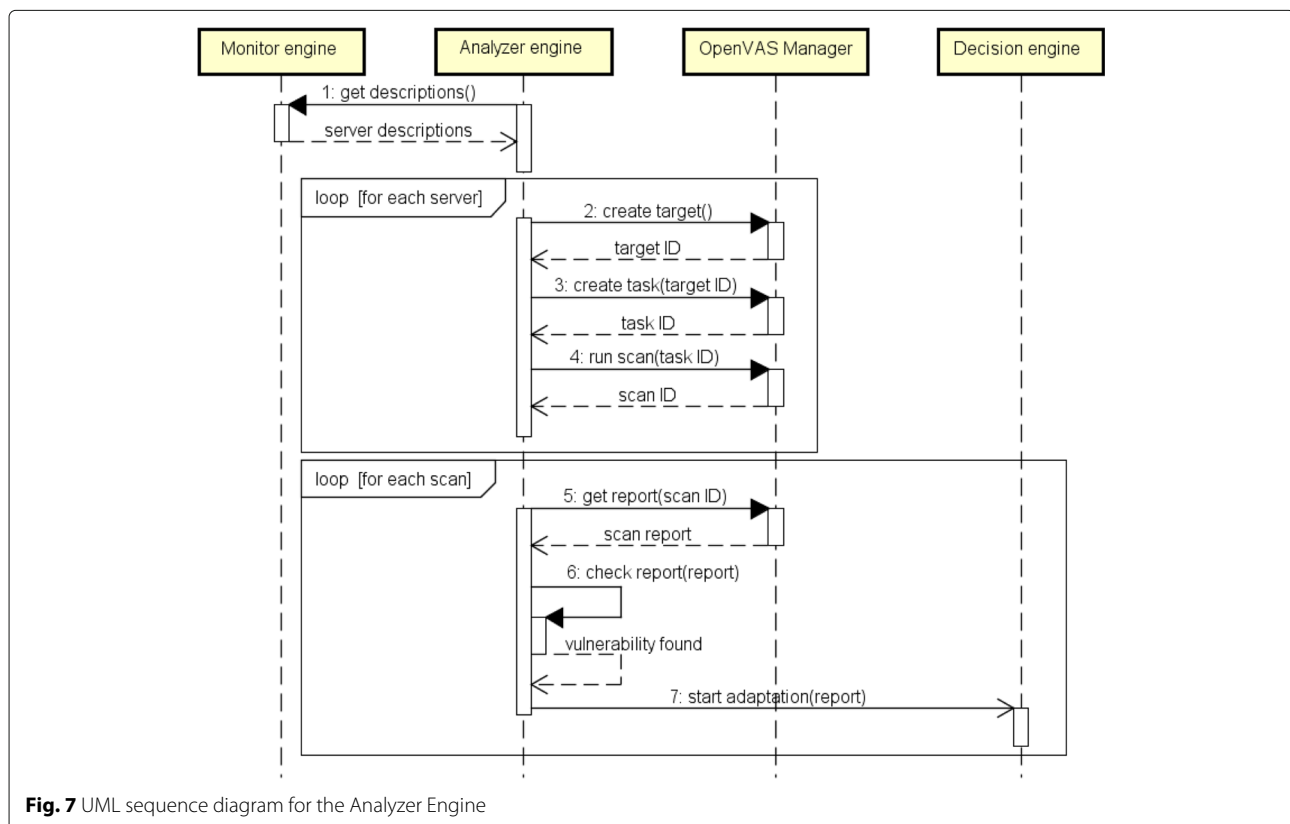 Monitor engine
Analyzer engine
OpenVAS Manager
Decision engine
1: get descriptions()
server descriptions
loop [for each server]
2: create target()
target ID
3: create task(target ID)
task ID
4: run scan(task ID)
scan ID
loop [for each scan]
5: get report(scan ID)
scan report
6: check report(report)
vulnerability found
7: start adaptation(report)
Fig. 7 UML sequence diagram for the Analyzer Engine